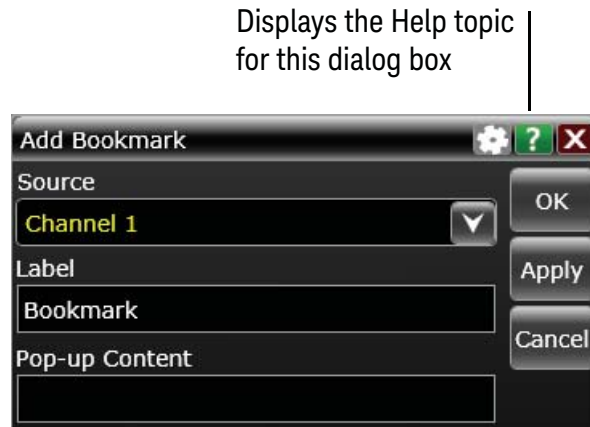 Displays the Help topic
for this dialog box
Add Bookmark ? X
Source
Channel 1
OK
Label
Apply
Bookmark
Cancel
Pop-up Content